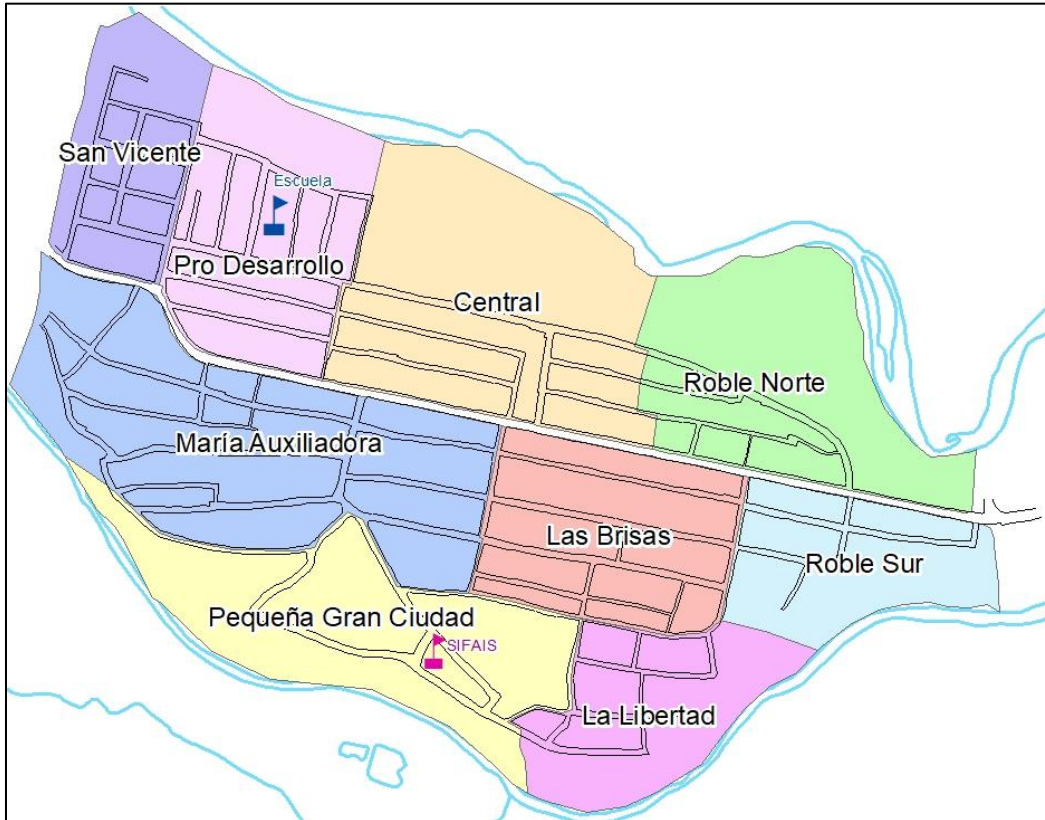 San Vicente
Escuela
Pro Desarrollo
Central
Roble Norte
María Auxiliadora
Las Brisas
Roble Sur
Pequeña Gran Ciudad
SIFAIS
La Libertad